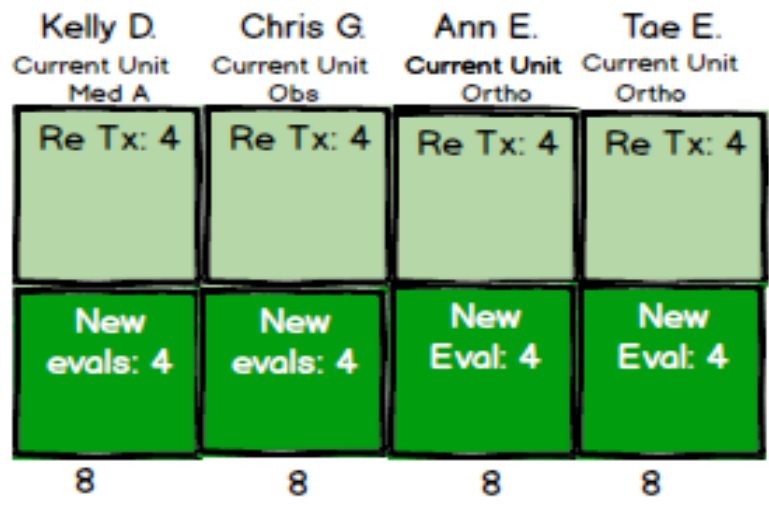 Kelly D. Chris G. Ann E. Tae E.
Current Unit Current Unit Current Unit Current Unit
Med A Obs Ortho Ortho
Re Tx: 4 Re Tx: 4 Re Tx: 4 Re Tx: 4
New New New New
evals: 4 evals: 4 Eval: 4 Eval: 4
8 8 8 8